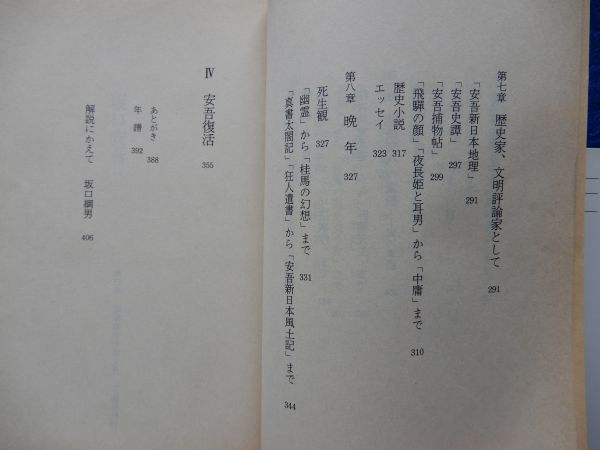 第七章 歴史家、文明評論家として 291
「安吾新日本地理」 291
「安吾史譚」 297
「安吾捕物帖」 299
「飛騨の顔」「夜長姫と耳男」から「中庸」まで 310
歴史小説 317
エッセイ 323
第八章 晩年 327
死生観 327
「幽霊」から「桂馬の幻想」まで 331
「真書太閤記」「狂人遺書」から「安吾新日本風土記」まで 344
Ⅳ 安吾復活 355
あとがき 388
年譜 392
解説にかえて 坂口綱男 406